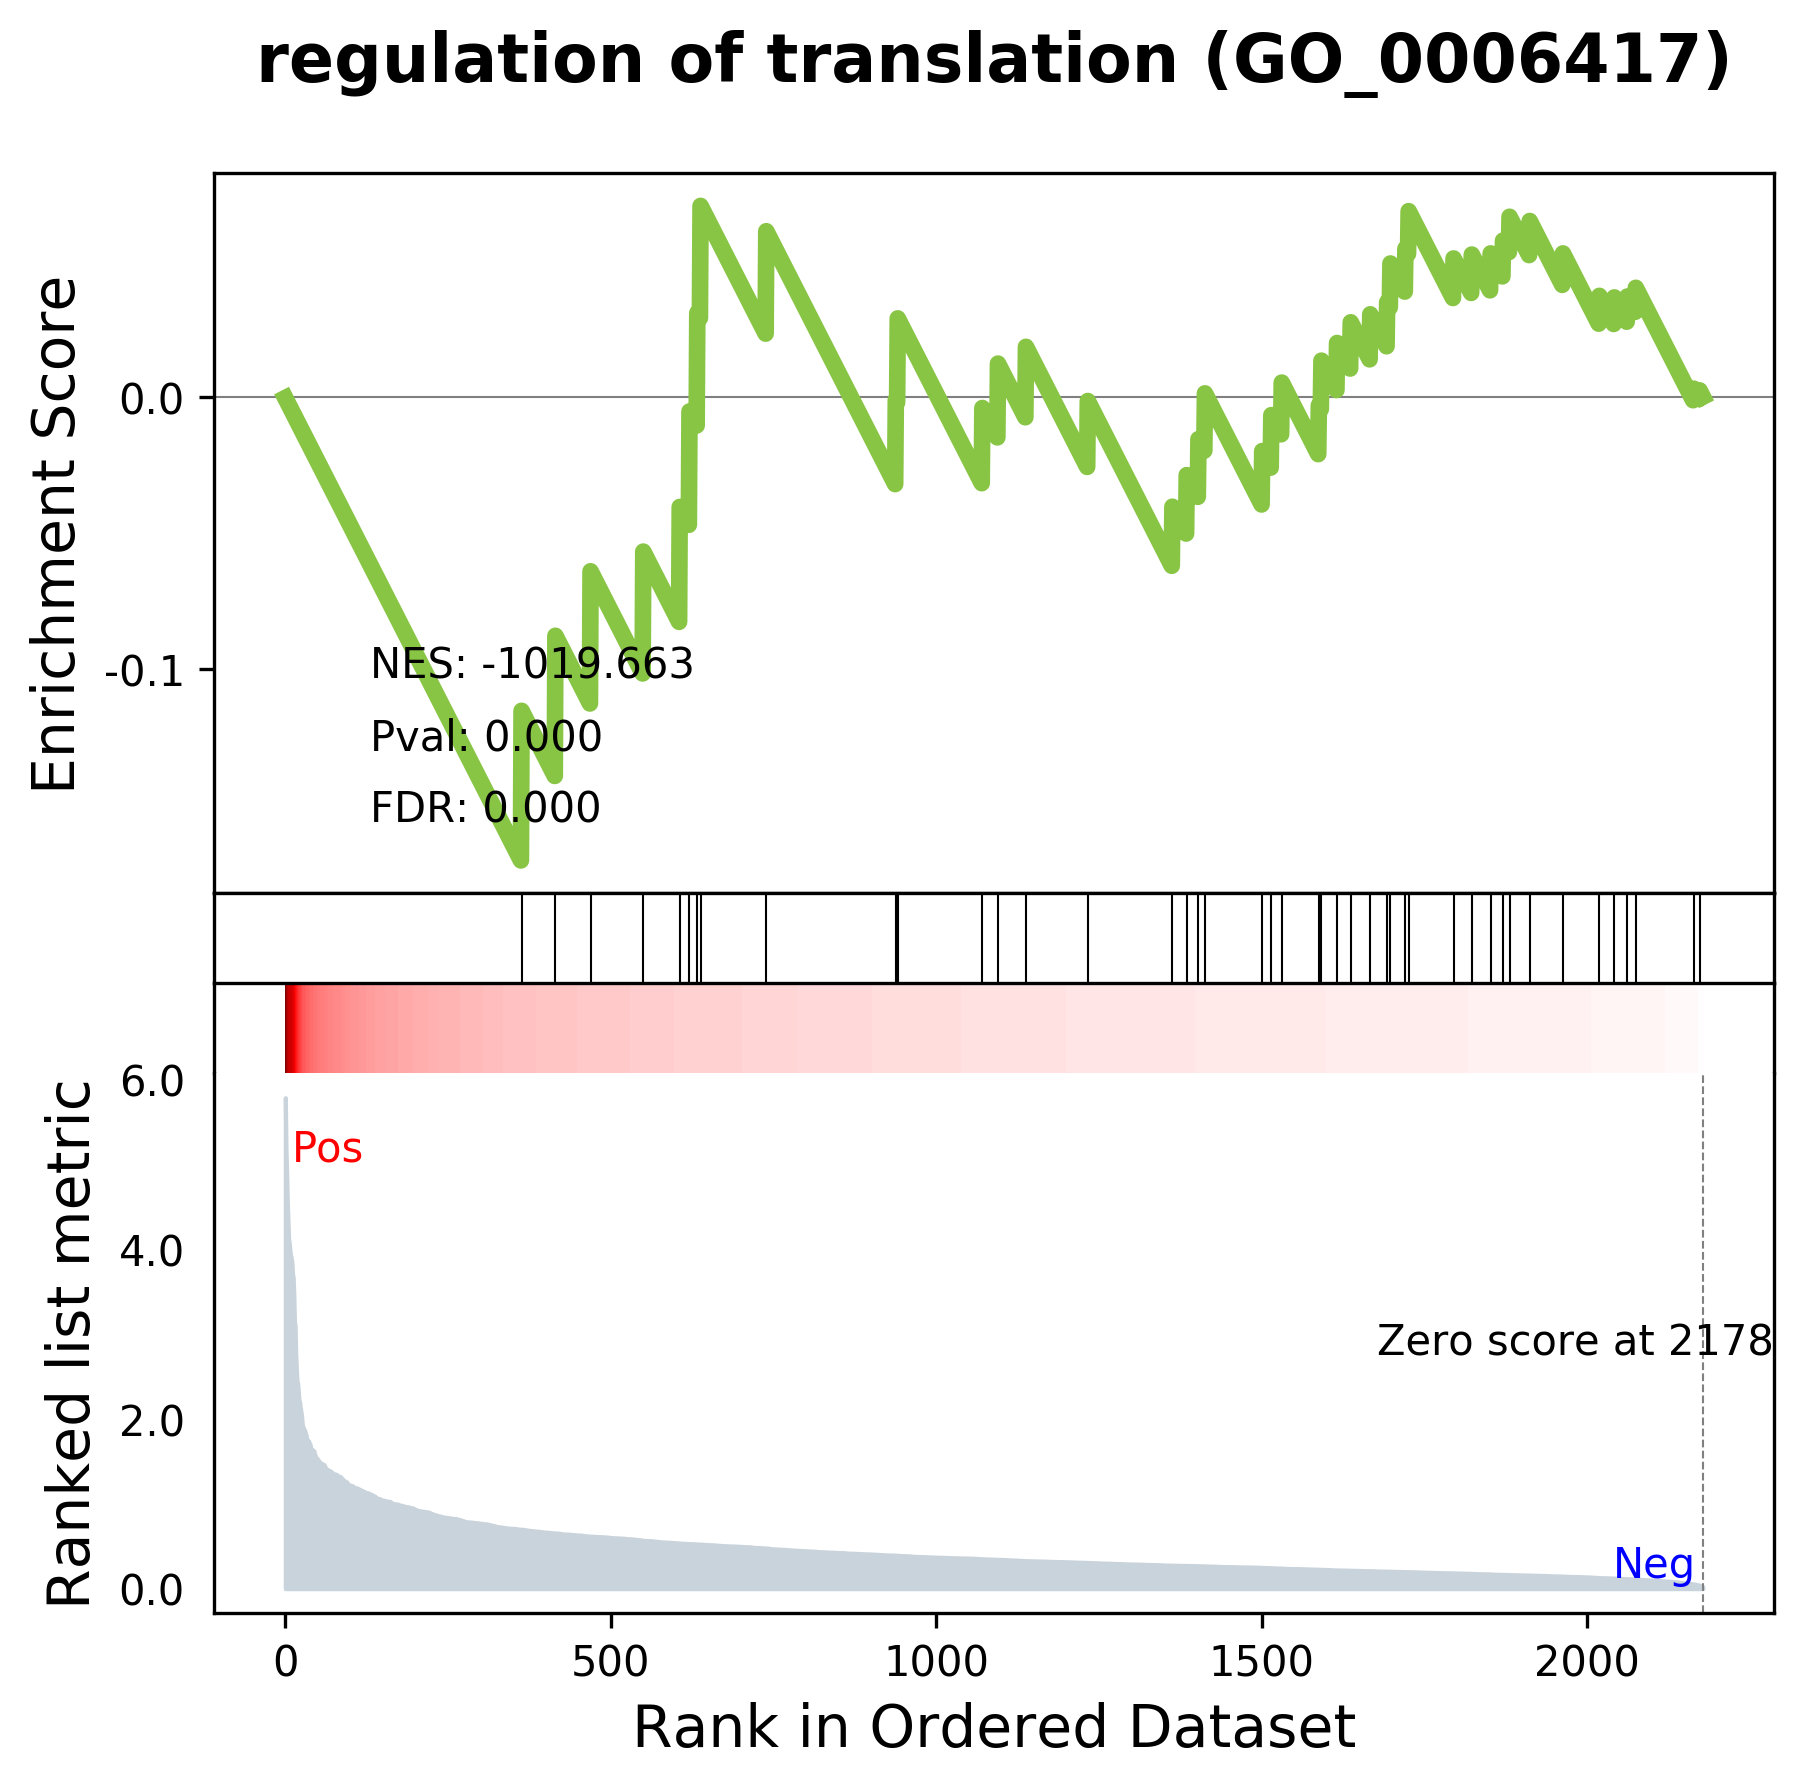 regulation of translation (GO_0006417)
Enrichment Score
0.0
-0.1
NES: -1019.663
Pval: 0.000
FDR: 0.000
Ranked list metric
6.0
4.0
2.0
0.0
Pos
Zero score at 2178
Neg
0 500 1000 1500 2000
Rank in Ordered Dataset